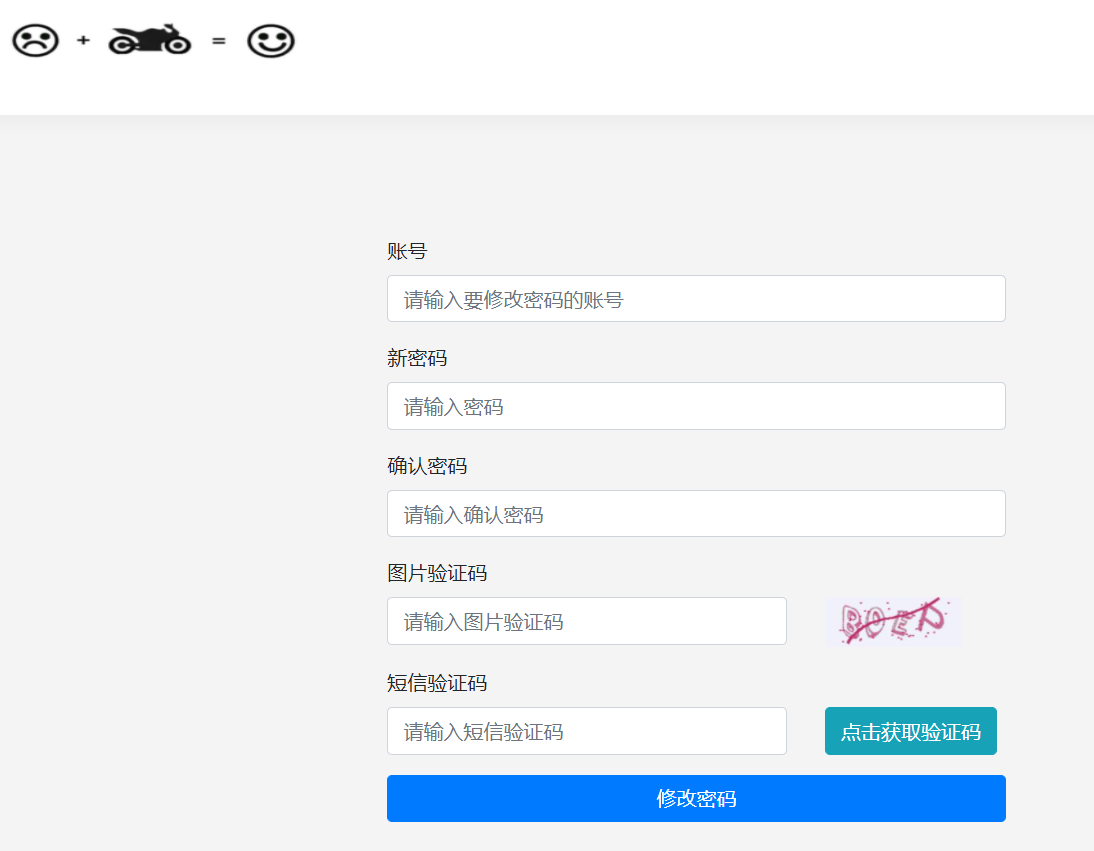 + =
账号
请输入要修改密码的账号
新密码
请输入密码
确认密码
请输入确认密码
图片验证码
请输入图片验证码
短信验证码
请输入短信验证码
点击获取验证码
修改密码